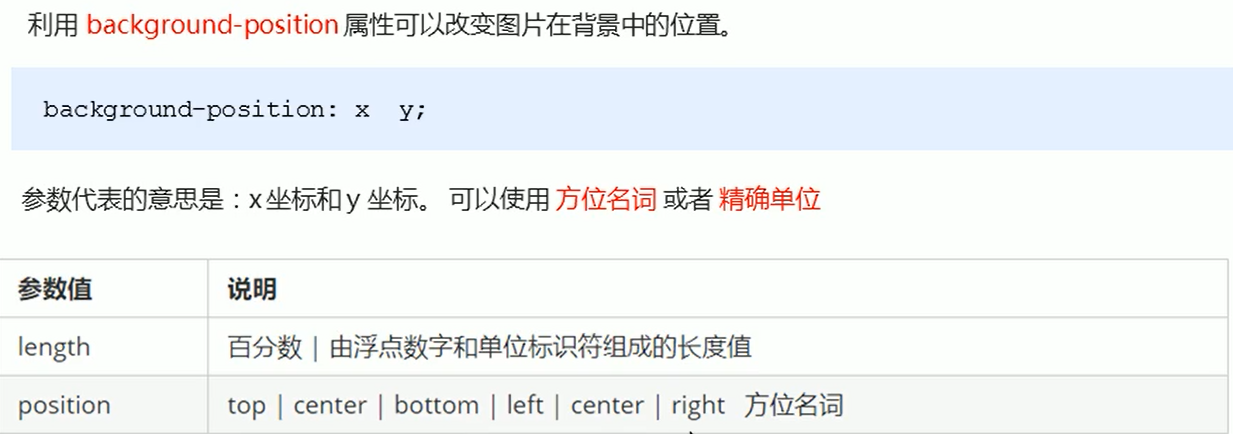 利用 background-position 属性可以改变图片在背景中的位置。
background-position: x  y;
参数代表的意思是：x 坐标和 y 坐标。 可以使用 方位名词 或者 精确单位
参数值 说明
length 百分数 | 由浮点数字和单位标识符组成的长度值
position top | center | bottom | left | center | right 方位名词